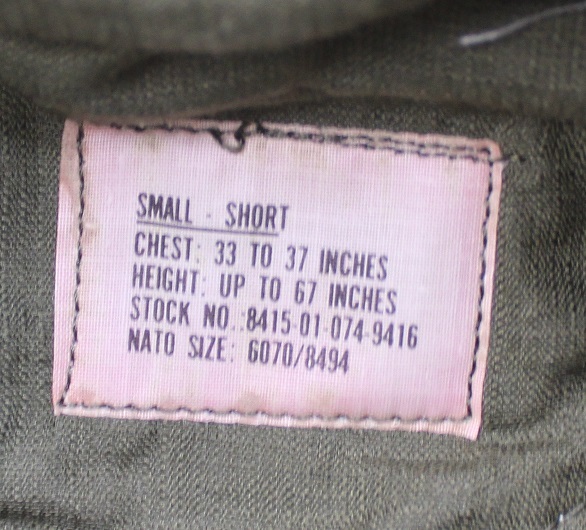 SMALL - SHORT
CHEST: 33 TO 37 INCHES
HEIGHT: UP TO 67 INCHES
STOCK NO.:8415-01-074-9416
NATO SIZE: 6070/8494